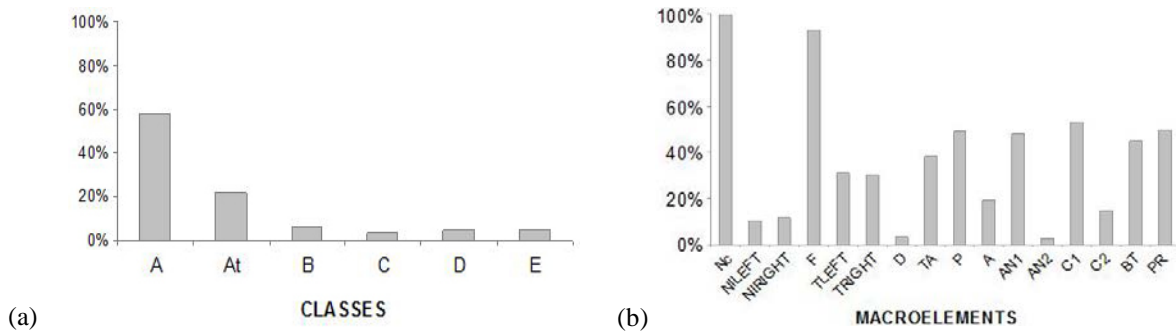 100%
80%
60%
40%
20%
0%
A At B C D E
CLASSES
(a)
100%
80%
60%
40%
20%
0%
Nc NILEFT NIRIGHT F TLEFT TRIGHT D TA P A AN1 AN2 C1 C2 BT PR
MACROELEMENTS
(b)